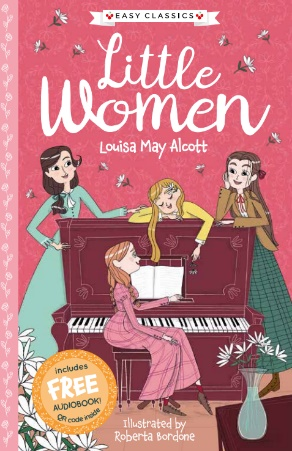 EASY CLASSICS
Little
Women
Louisa May Alcott
includes
FREE
AUDIOBOOK!
QR code inside
Illustrated by
Roberta Bordone